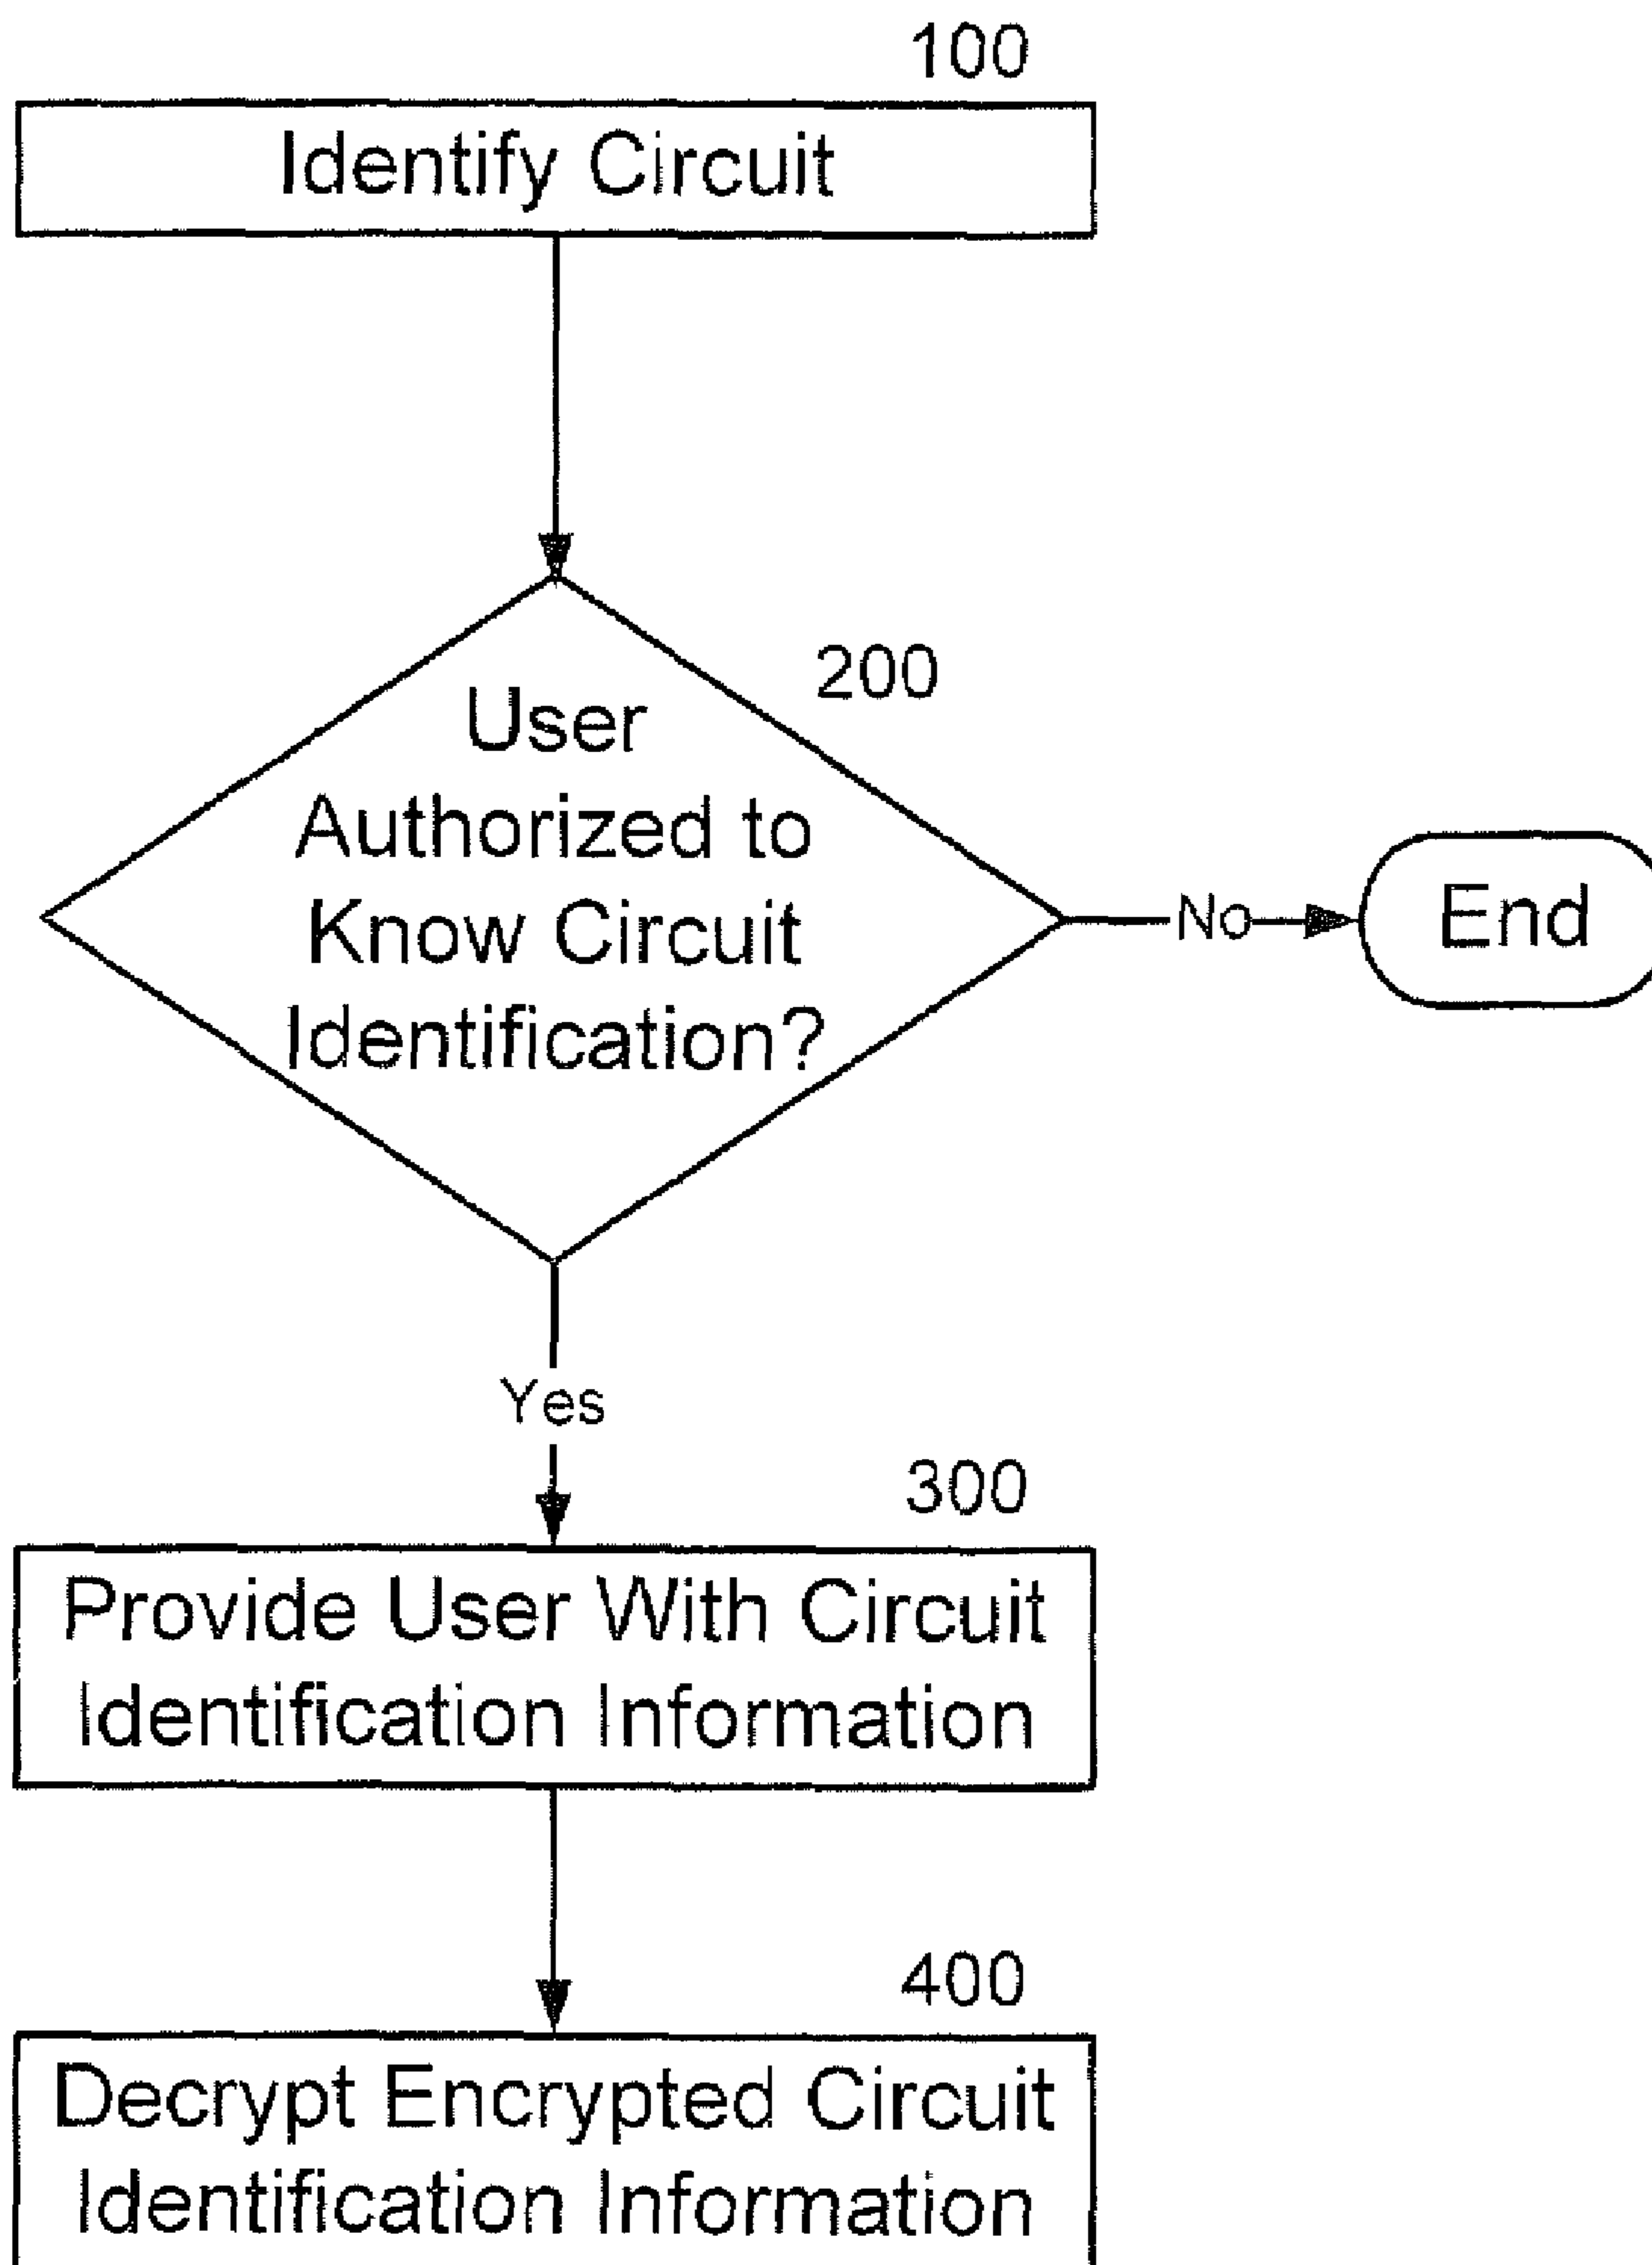 100
Identify Circuit
200
User
Authorized to
Know Circuit
Identification?
No
End
Yes
300
Provide User With Circuit
Identification Information
400
Decrypt Encrypted Circuit
Identification Information